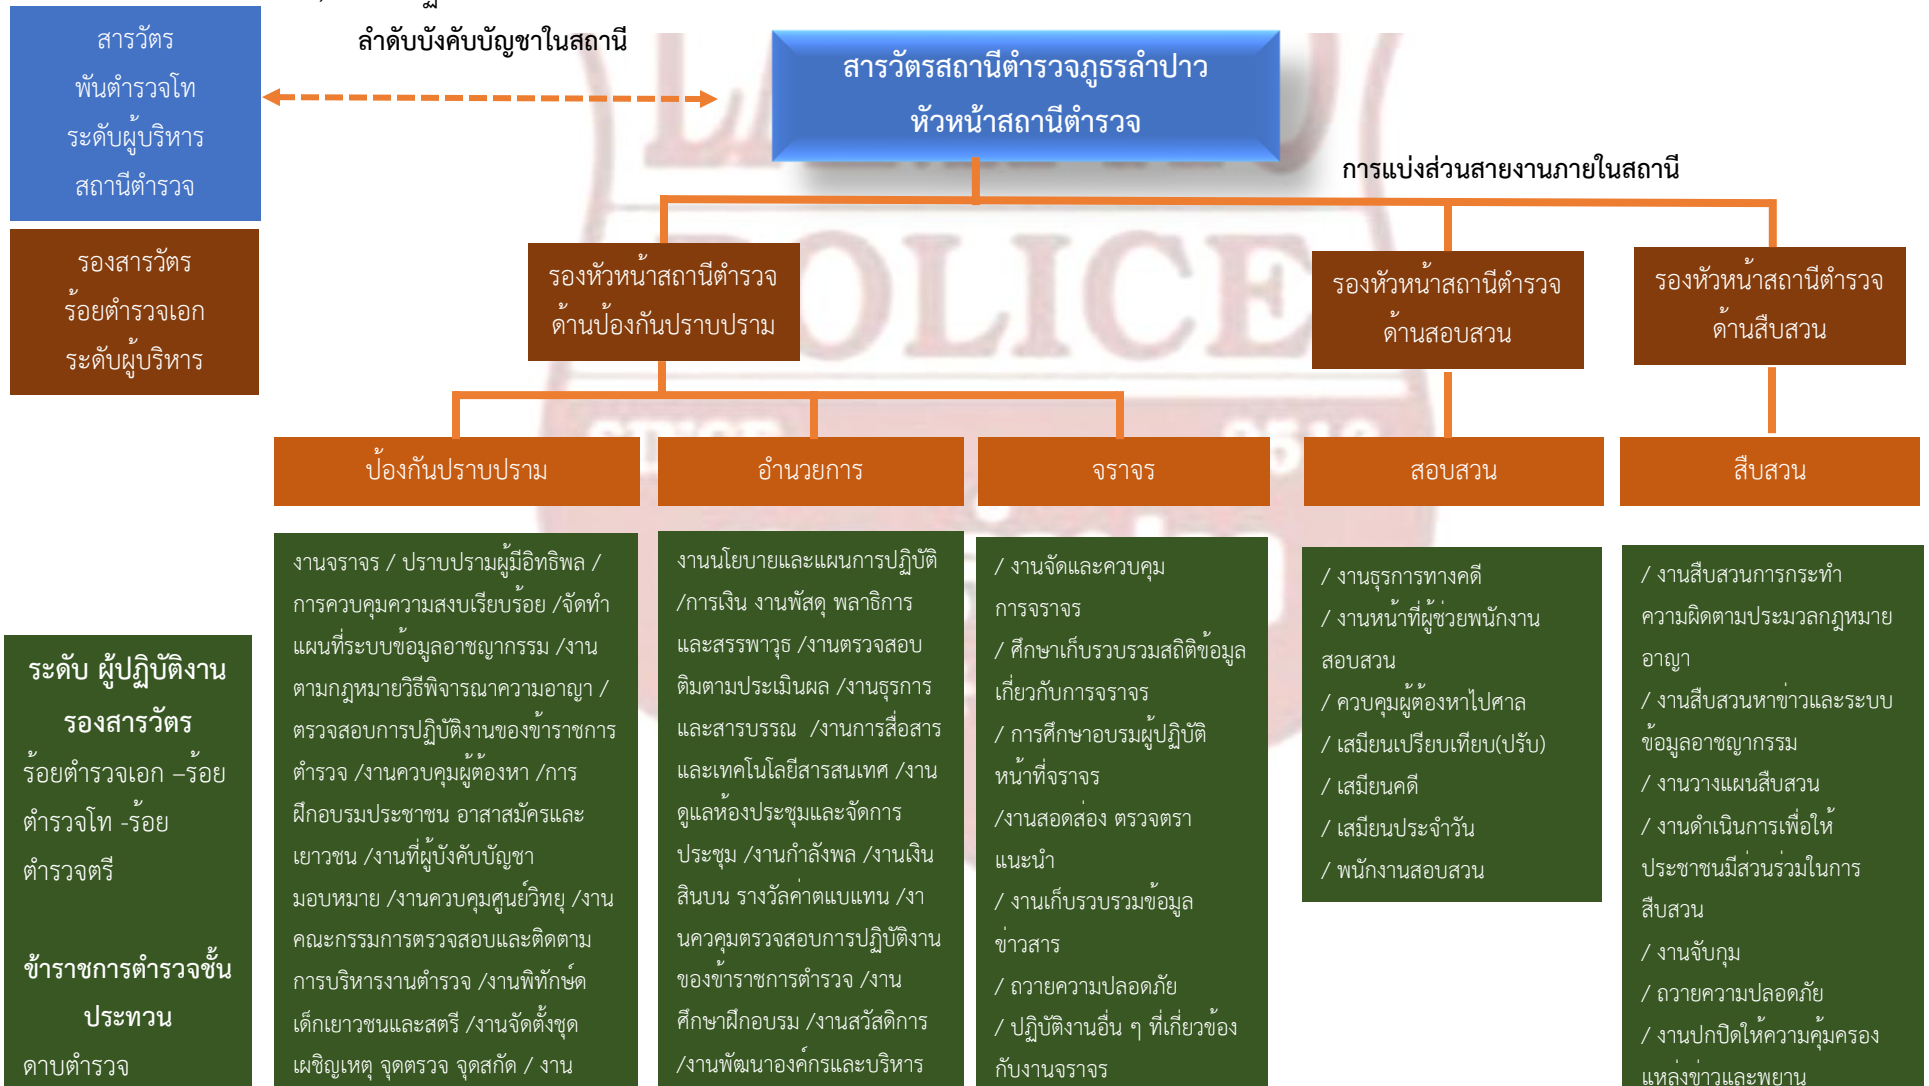 ลำดับบังคับบัญชาในสถานี
สารวัตร
พันตำรวจโท
ระดับผู้บริหาร
สถานีตำรวจ
สารวัตรสถานีตำรวจภูธรลำปาว
หัวหน้าสถานีตำรวจ
การแบ่งส่วนสายงานภายในสถานี
รองสารวัตร
ร้อยตำรวจเอก
ระดับผู้บริหาร
รองหัวหน้าสถานีตำรวจ
ด้านป้องกันปราบปราม
รองหัวหน้าสถานีตำรวจ
ด้านสอบสวน
รองหัวหน้าสถานีตำรวจ
ด้านสืบสวน
POLICE
ป้องกันปราบปราม
อำนวยการ
จราจร
สอบสวน
สืบสวน
ระดับ ผู้ปฏิบัติงาน
รองสารวัตร
ร้อยตำรวจเอก –ร้อย
ตำรวจโท -ร้อย
ตำรวจตรี
ข้าราชการตำรวจชั้น
ประทวน
ดาบตำรวจ
งานจราจร / ปราบปรามผู้มีอิทธิพล /
การควบคุมความสงบเรียบร้อย /จัดทำ
แผนที่ระบบข้อมูลอาชญากรรม /งาน
ตามกฎหมายวิธีพิจารณาความอาญา /
ตรวจสอบการปฏิบัติงานของข้าราชการ
ตำรวจ /งานควบคุมผู้ต้องหา /การ
ฝึกอบรมประชาชน อาสาสมัครและ
เยาวชน /งานที่ผู้บังคับบัญชา
มอบหมาย /งานควบคุมศูนย์วิทยุ /งาน
คณะกรรมการตรวจสอบและติดตาม
การบริหารงานตำรวจ /งานพิทักษ์ด
เด็กเยาวชนและสตรี /งานจัดตั้งชุด
เผชิญเหตุ จุดตรวจ จุดสกัด / งาน
งานนโยบายและแผนการปฏิบัติ
/การเงิน งานพัสดุ พลาธิการ
และสรรพาวุธ /งานตรวจสอบ
ติมตามประเมินผล /งานธุรการ
และสารบรรณ /งานการสื่อสาร
และเทคโนโลยีสารสนเทศ /งาน
ดูแลห้องประชุมและจัดการ
ประชุม /งานกำลังพล /งานเงิน
สินบน รางวัลค่าตแบแทน /งา
นควคุมตรวจสอบการปฏิบัติงาน
ของข้าราชการตำรวจ /งาน
ศึกษาฝึกอบรม /งานสวัสดิการ
/งานพัฒนาองค์กรและบริหาร
/ งานจัดและควบคุม
การจราจร
/ ศึกษาเก็บรวบรวมสถิติข้อมูล
เกี่ยวกับการจราจร
/ การศึกษาอบรมผู้ปฏิบัติ
หน้าที่จราจร
/งานสอดส่อง ตรวจตรา
แนะนำ
/ งานเก็บรวบรวมข้อมูล
ข่าวสาร
/ ถวายความปลอดภัย
/ ปฏิบัติงานอื่น ๆ ที่เกี่ยวข้อง
กับงานจราจร
/ งานธุรการทางคดี
/ งานหน้าที่ผู้ช่วยพนักงาน
สอบสวน
/ ควบคุมผู้ต้องหาไปศาล
/ เสมียนเปรียบเทียบ(ปรับ)
/ เสมียนคดี
/ เสมียนประจำวัน
/ พนักงานสอบสวน
/ งานสืบสวนการกระทำ
ความผิดตามประมวลกฎหมาย
อาญา
/ งานสืบสวนหาข่าวและระบบ
ข้อมูลอาชญากรรม
/ งานวางแผนสืบสวน
/ งานดำเนินการเพื่อให้
ประชาชนมีส่วนร่วมในการ
สืบสวน
/ งานจับกุม
/ ถวายความปลอดภัย
/ งานปกปิดให้ความคุ้มครอง
แหล่งข่าวและพยาน